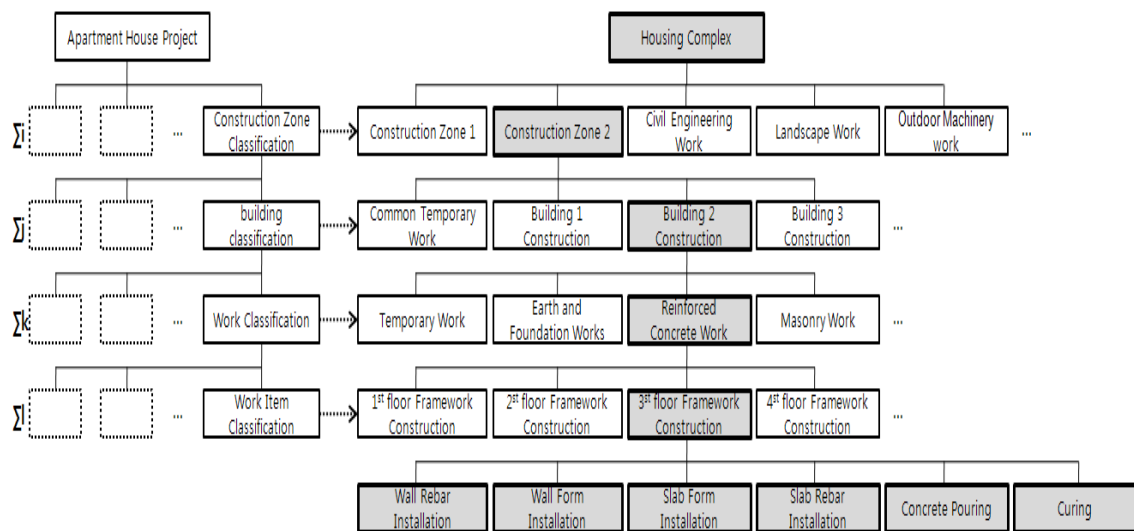 Apartment House Project
Housing Complex
∑i
...
Construction Zone
Classification
Construction Zone 1
Construction Zone 2
Civil Engineering
Work
Landscape Work
Outdoor Machinery
work
...
∑j
...
building
classification
Common Temporary
Work
Building 1
Construction
Building 2
Construction
Building 3
Construction
...
∑k
...
Work Classification
Temporary Work
Earth and
Foundation Works
Reinforced
Concrete Work
Masonry Work
...
∑l
...
Work Item
Classification
1st floor Framework
Construction
2st floor Framework
Construction
3st floor Framework
Construction
4st floor Framework
Construction
...
Wall Rebar
Installation
Wall Form
Installation
Slab Form
Installation
Slab Rebar
Installation
Concrete Pouring
Curing